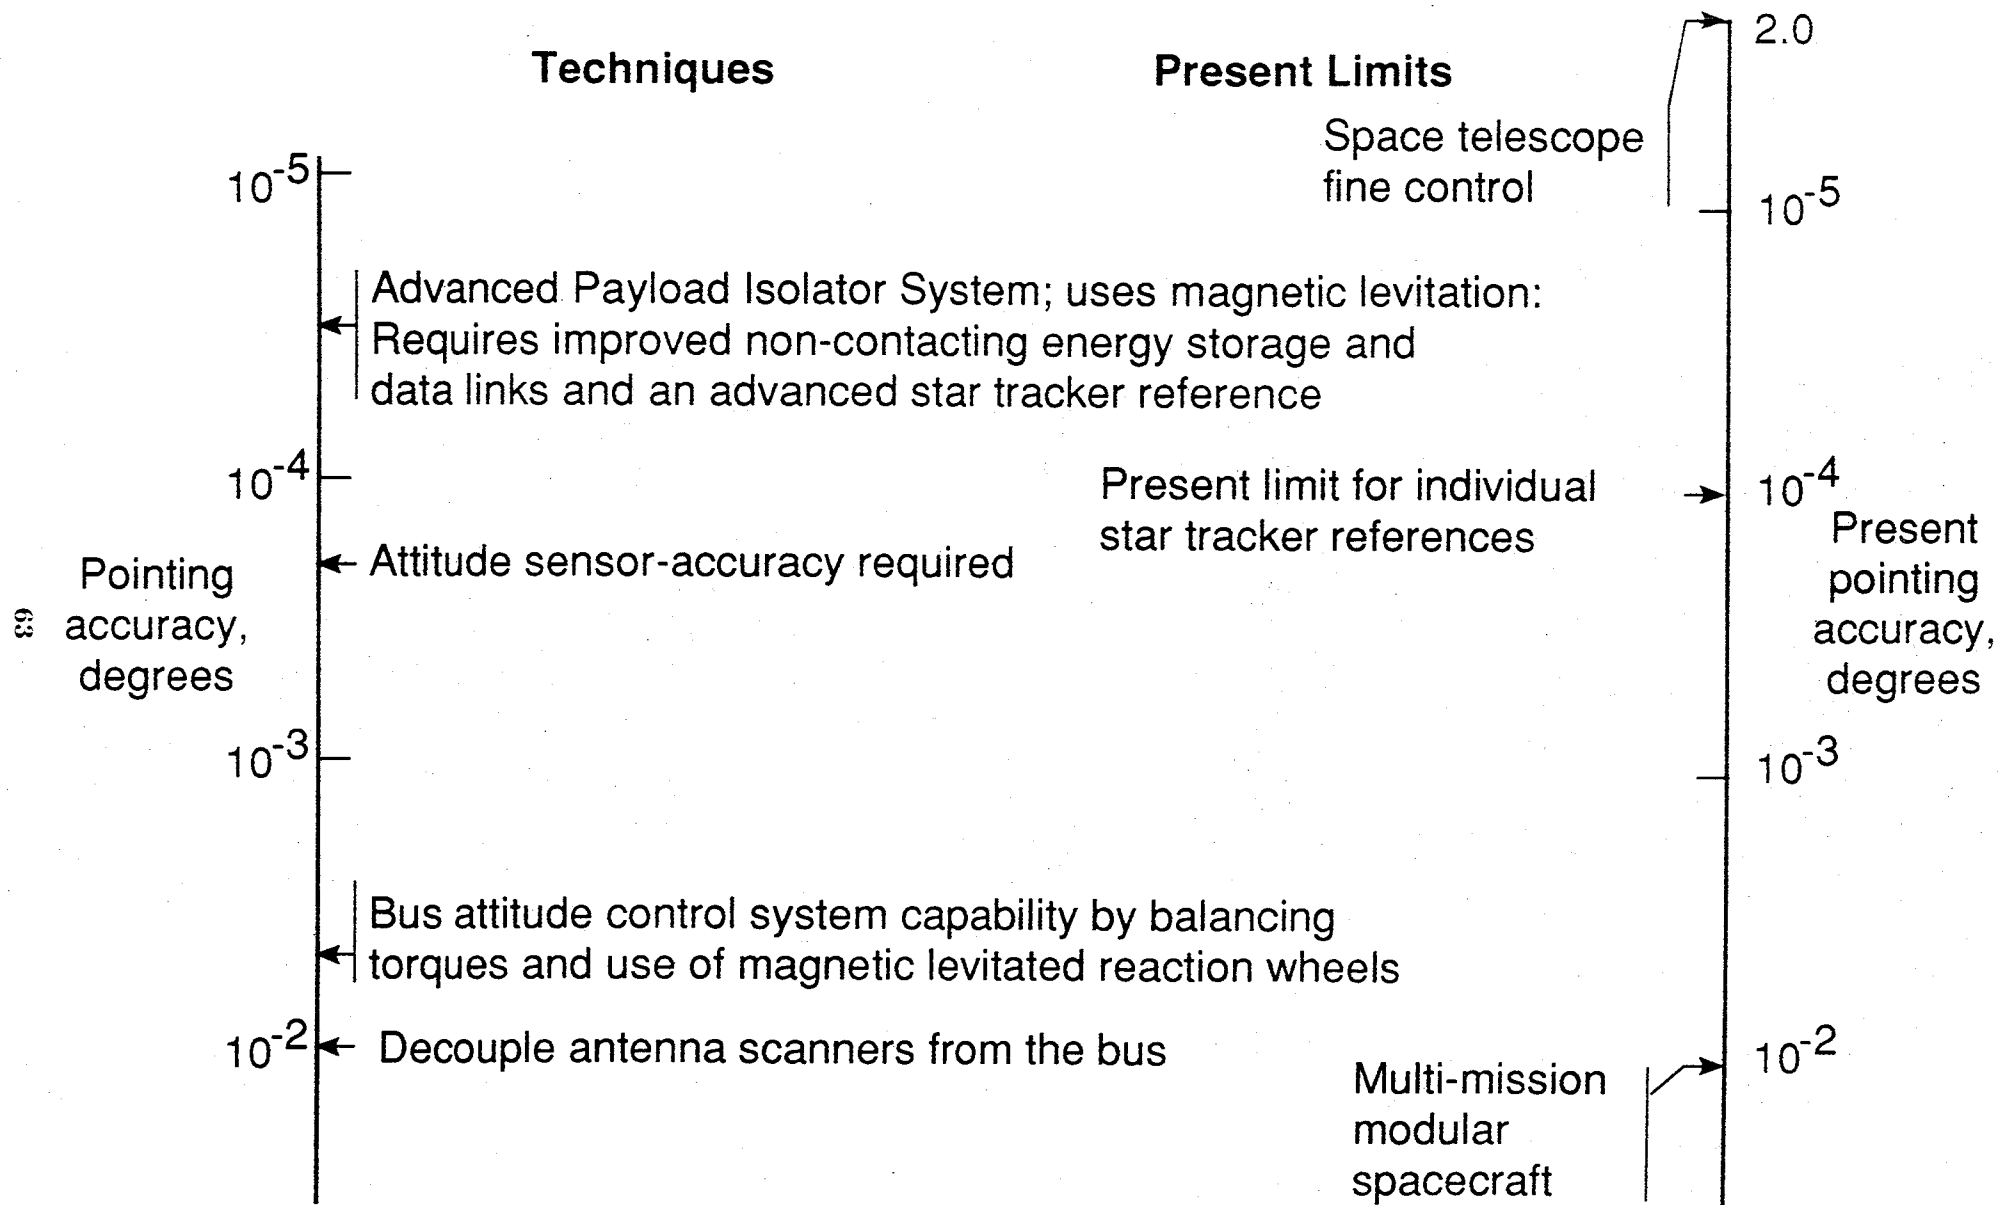 Techniques
Present Limits
2.0
Space telescope
fine control
10-5
10-5
Advanced Payload Isolator System; uses magnetic levitation:
Requires improved non-contacting energy storage and
data links and an advanced star tracker reference
10-4
Present limit for individual
star tracker references
10-4
Attitude sensor-accuracy required
Pointing
accuracy,
degrees
63
Present
pointing
accuracy,
degrees
10-3
10-3
Bus attitude control system capability by balancing
torques and use of magnetic levitated reaction wheels
10-2
Decouple antenna scanners from the bus
10-2
Multi-mission
modular
spacecraft